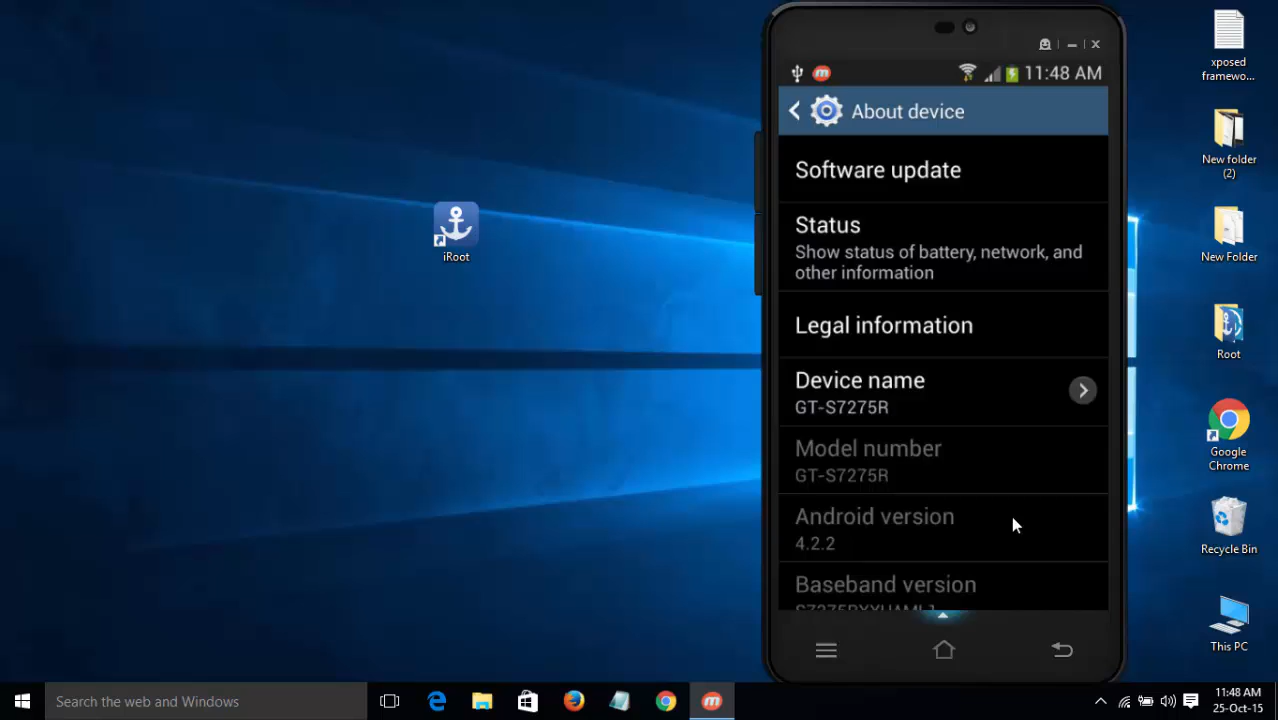 iRoot
11:48 AM
About device
Software update
Status
Show status of battery, network, and
other information
Legal information
Device name
GT-S7275R
Model number
GT-S7275R
Android version
4.2.2
Baseband version
xposed
framewo...
New folder
(2)
New Folder
Root
Google
Chrome
Recycle Bin
This PC
Search the web and Windows
11:48 AM
25-Oct-15